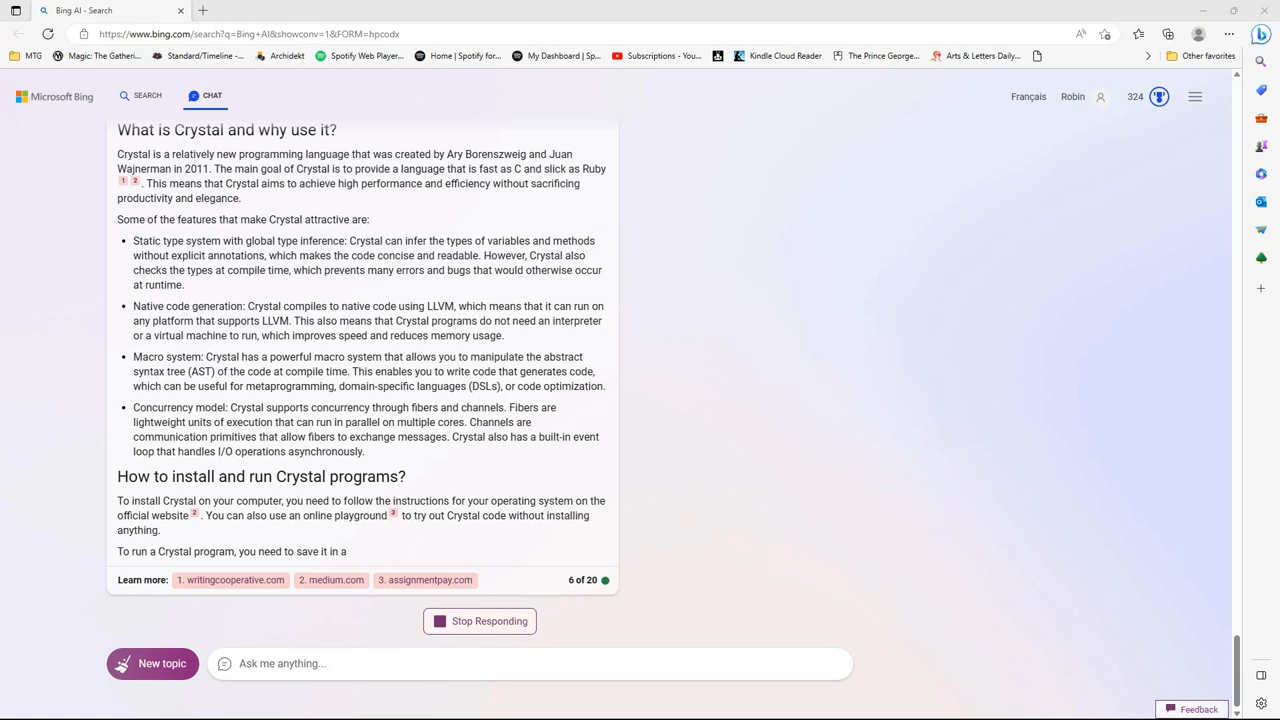 Bing AI - Search
https://www.bing.com/search?q=Bing+AI&showconv=1&FORM=hpcodx
MTG
Magic: The Gatheri...
Standard/Timeline -...
Archidekt
Spotify Web Player...
Home | Spotify for...
My Dashboard | Sp...
Subscriptions - You...
Kindle Cloud Reader
The Prince George...
Arts & Letters Daily...
Other favorites
Microsoft Bing
SEARCH
CHAT
Français
Robin
324
What is Crystal and why use it?
Crystal is a relatively new programming language that was created by Ary Borenszweig and Juan
Wajnerman in 2011. The main goal of Crystal is to provide a language that is fast as C and slick as Ruby
1 2 . This means that Crystal aims to achieve high performance and efficiency without sacrificing
productivity and elegance.
Some of the features that make Crystal attractive are:
• Static type system with global type inference: Crystal can infer the types of variables and methods
without explicit annotations, which makes the code concise and readable. However, Crystal also
checks the types at compile time, which prevents many errors and bugs that would otherwise occur
at runtime.
• Native code generation: Crystal compiles to native code using LLVM, which means that it can run on
any platform that supports LLVM. This also means that Crystal programs do not need an interpreter
or a virtual machine to run, which improves speed and reduces memory usage.
• Macro system: Crystal has a powerful macro system that allows you to manipulate the abstract
syntax tree (AST) of the code at compile time. This enables you to write code that generates code,
which can be useful for metaprogramming, domain-specific languages (DSLs), or code optimization.
• Concurrency model: Crystal supports concurrency through fibers and channels. Fibers are
lightweight units of execution that can run in parallel on multiple cores. Channels are
communication primitives that allow fibers to exchange messages. Crystal also has a built-in event
loop that handles I/O operations asynchronously.
How to install and run Crystal programs?
To install Crystal on your computer, you need to follow the instructions for your operating system on the
official website 2 . You can also use an online playground 3 to try out Crystal code without installing
anything.
To run a Crystal program, you need to save it in a
Learn more: 1. writingcooperative.com 2. medium.com 3. assignmentpay.com 6 of 20
Stop Responding
New topic
Ask me anything...
Feedback